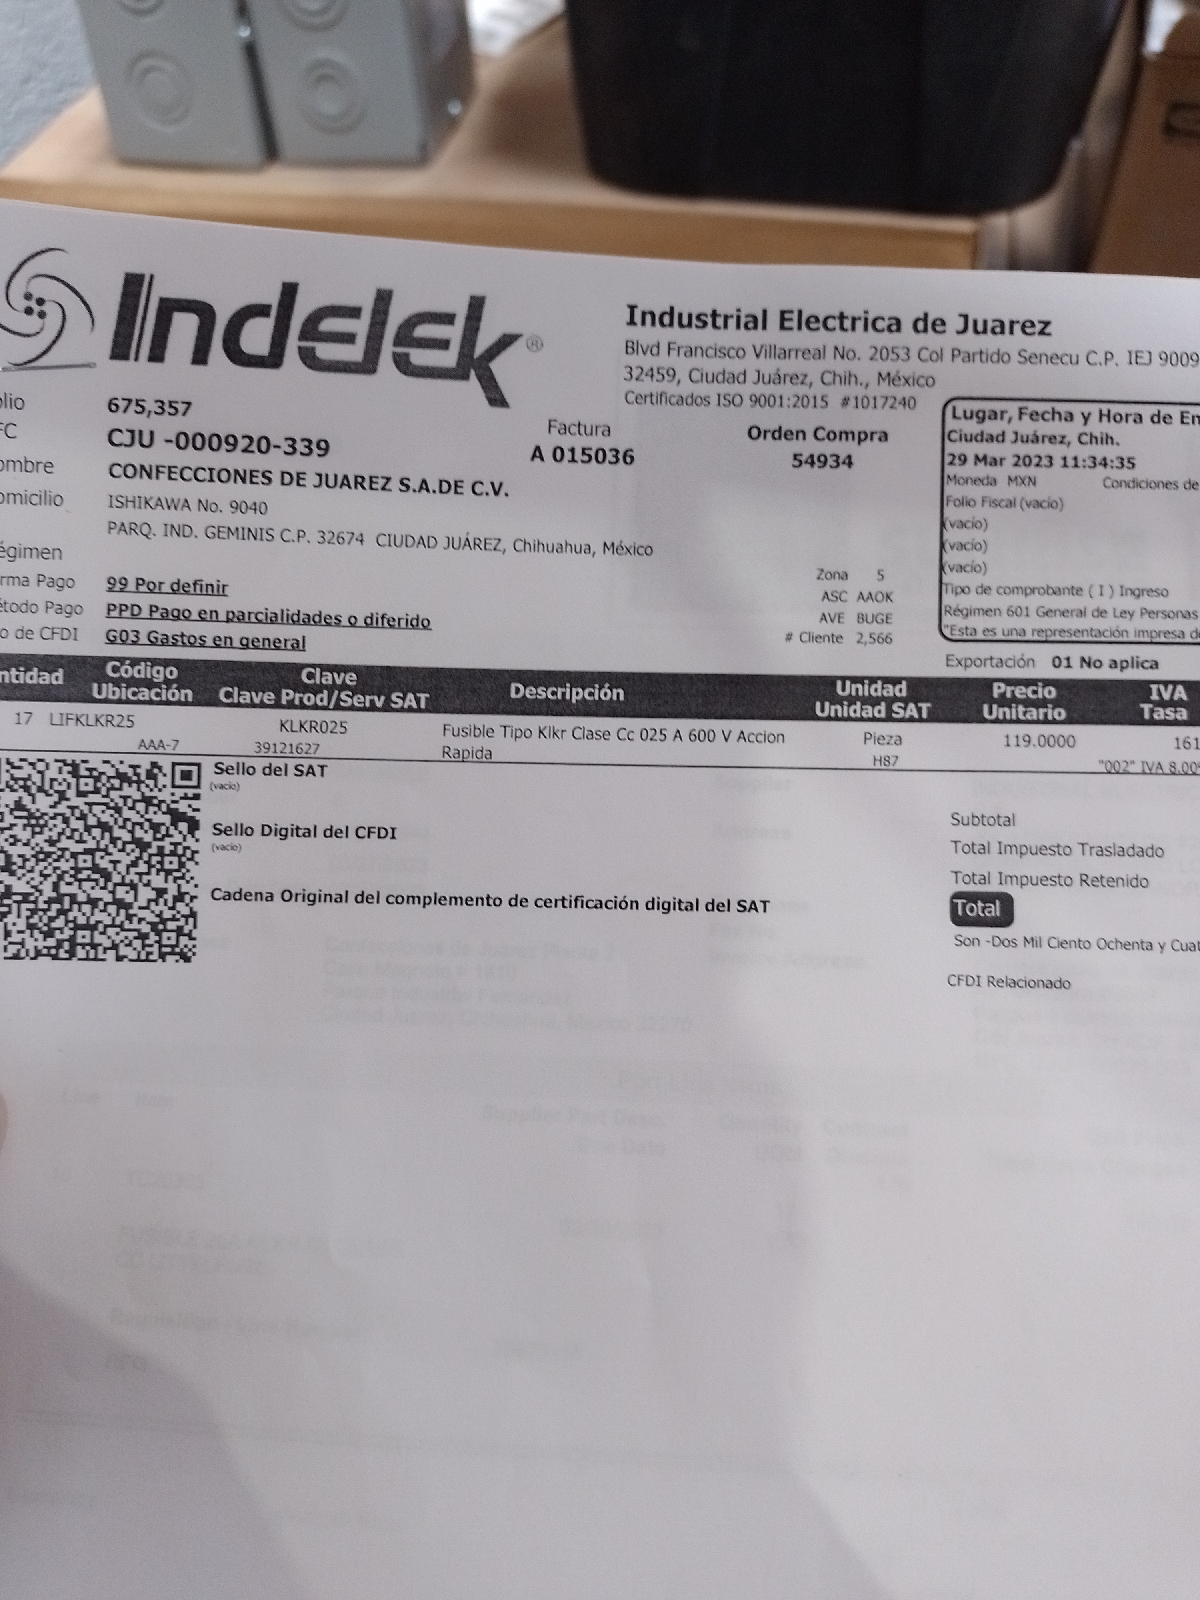 Indelek®
Industrial Electrica de Juarez
Blvd Francisco Villarreal No. 2053 Col Partido Senecu C.P. IEJ 9009
32459, Ciudad Juárez, Chih., México
Certificados ISO 9001:2015 #1017240
olio 675,357
FC CJU -000920-339
Factura
A 015036
Orden Compra
54934
Lugar, Fecha y Hora de Em
Ciudad Juárez, Chih.
29 Mar 2023 11:34:35
Moneda MXN Condiciones de
Folio Fiscal (vacío)
(vacío)
(vacío)
(vacío)
Tipo de comprobante ( I ) Ingreso
Régimen 601 General de Ley Personas
"Esta es una representación impresa de
ombre CONFECCIONES DE JUAREZ S.A.DE C.V.
omicilio ISHIKAWA No. 9040
PARQ. IND. GEMINIS C.P. 32674 CIUDAD JUÁREZ, Chihuahua, México
égimen
rma Pago 99 Por definir
étodo Pago PPD Pago en parcialidades o diferido
o de CFDI G03 Gastos en general
Zona 5
ASC AAOK
AVE BUGE
# Cliente 2,566
Exportación 01 No aplica
ntidad Código Ubicación Clave Clave Prod/Serv SAT Descripción Unidad Unidad SAT Precio Unitario IVA Tasa
17 LIFKLKR25 KLKR025 Fusible Tipo Klkr Clase Cc 025 A 600 V Accion Pieza 119.0000 161
AAA-7 39121627 Rapida H87 "002" IVA 8.00
Sello del SAT
(vacío)
Sello Digital del CFDI
(vacío)
Cadena Original del complemento de certificación digital del SAT
Subtotal
Total Impuesto Trasladado
Total Impuesto Retenido
Total
Son -Dos Mil Ciento Ochenta y Cuat
CFDI Relacionado